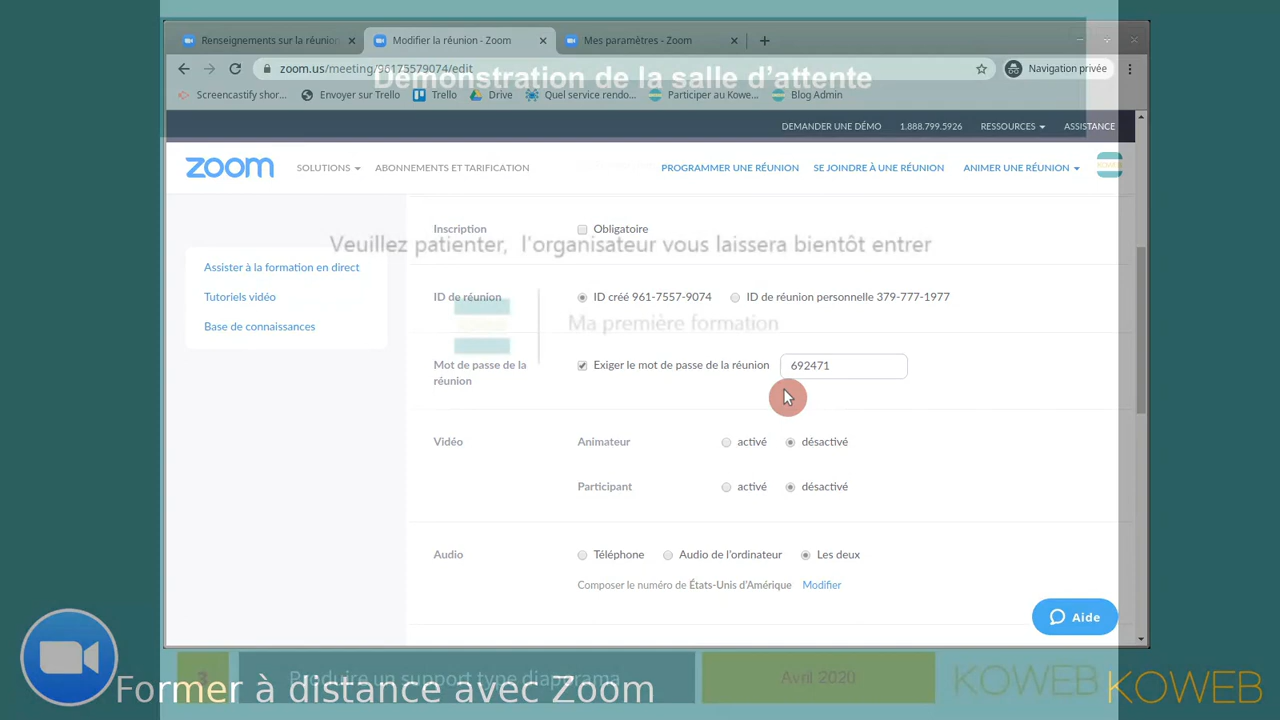 Renseignements sur la réunion
Modifier la réunion - Zoom
Mes paramètres - Zoom
zoom.us/meeting/96175579074/edit
Navigation privée
Démonstration de la salle d'attente
Screencastify shor...
Envoyer sur Trello
Trello
Drive
Quel service rendo...
Participer au Kowe...
Blog Admin
DEMANDER UNE DÉMO
1.888.799.5926
RESSOURCES
ASSISTANCE
zoom
SOLUTIONS
ABONNEMENTS ET TARIFICATION
PROGRAMMER UNE RÉUNION
SE JOINDRE À UNE RÉUNION
ANIMER UNE RÉUNION
KOWEB
Inscription
Obligatoire
Veuillez patienter, l'organisateur vous laissera bientôt entrer
Assister à la formation en direct
Tutoriels vidéo
Base de connaissances
ID de réunion
ID créé 961-7557-9074
ID de réunion personnelle 379-777-1977
Ma première formation
Mot de passe de la
réunion
Exiger le mot de passe de la réunion
692471
Vidéo
Animateur
activé
désactivé
Participant
activé
désactivé
Audio
Téléphone
Audio de l'ordinateur
Les deux
Composer le numéro de États-Unis d'Amérique
Modifier
Aide
3
Produire un support type diaporama
Avril 2020
KOWEB
Former à distance avec Zoom
KOWEB